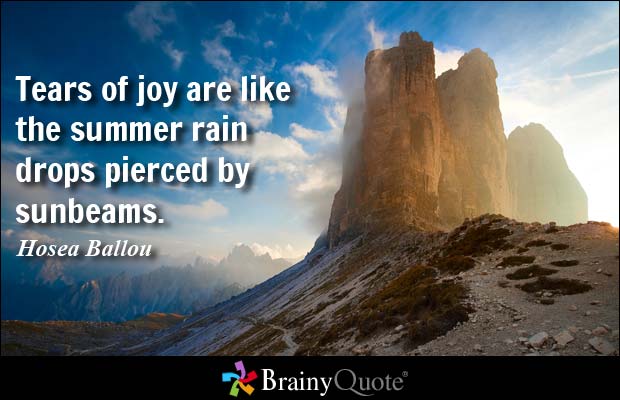 Tears of joy are like
the summer rain
drops pierced by
sunbeams.
Hosea Ballou
BrainyQuote®